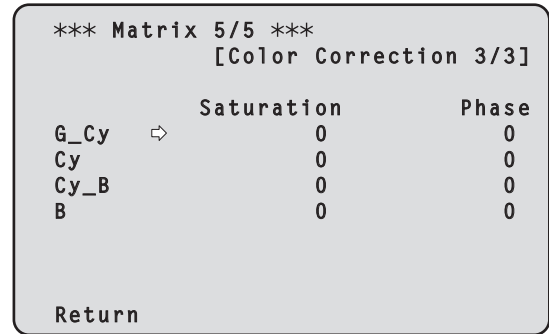 *** Matrix 5/5 ***
[Color Correction 3/3]
Saturation Phase
G_Cy ⇨ 0 0
Cy 0 0
Cy_B 0 0
B 0 0
Return